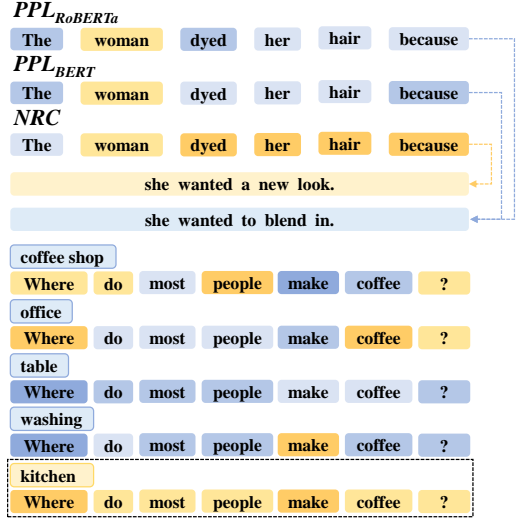 PPL_RoBERTa
The woman dyed her hair because
PPL_BERT
The woman dyed her hair because
NRC
The woman dyed her hair because
she wanted a new look.
she wanted to blend in.
coffee shop
Where do most people make coffee ?
office
Where do most people make coffee ?
table
Where do most people make coffee ?
washing
Where do most people make coffee ?
kitchen
Where do most people make coffee ?